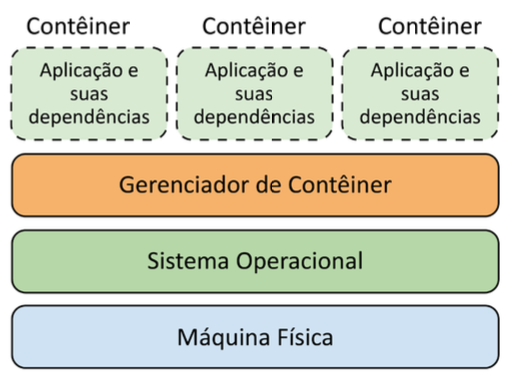 Contêiner Contêiner Contêiner
Aplicação e
suas
dependências
Aplicação e
suas
dependências
Aplicação e
suas
dependências
Gerenciador de Contêiner
Sistema Operacional
Máquina Física